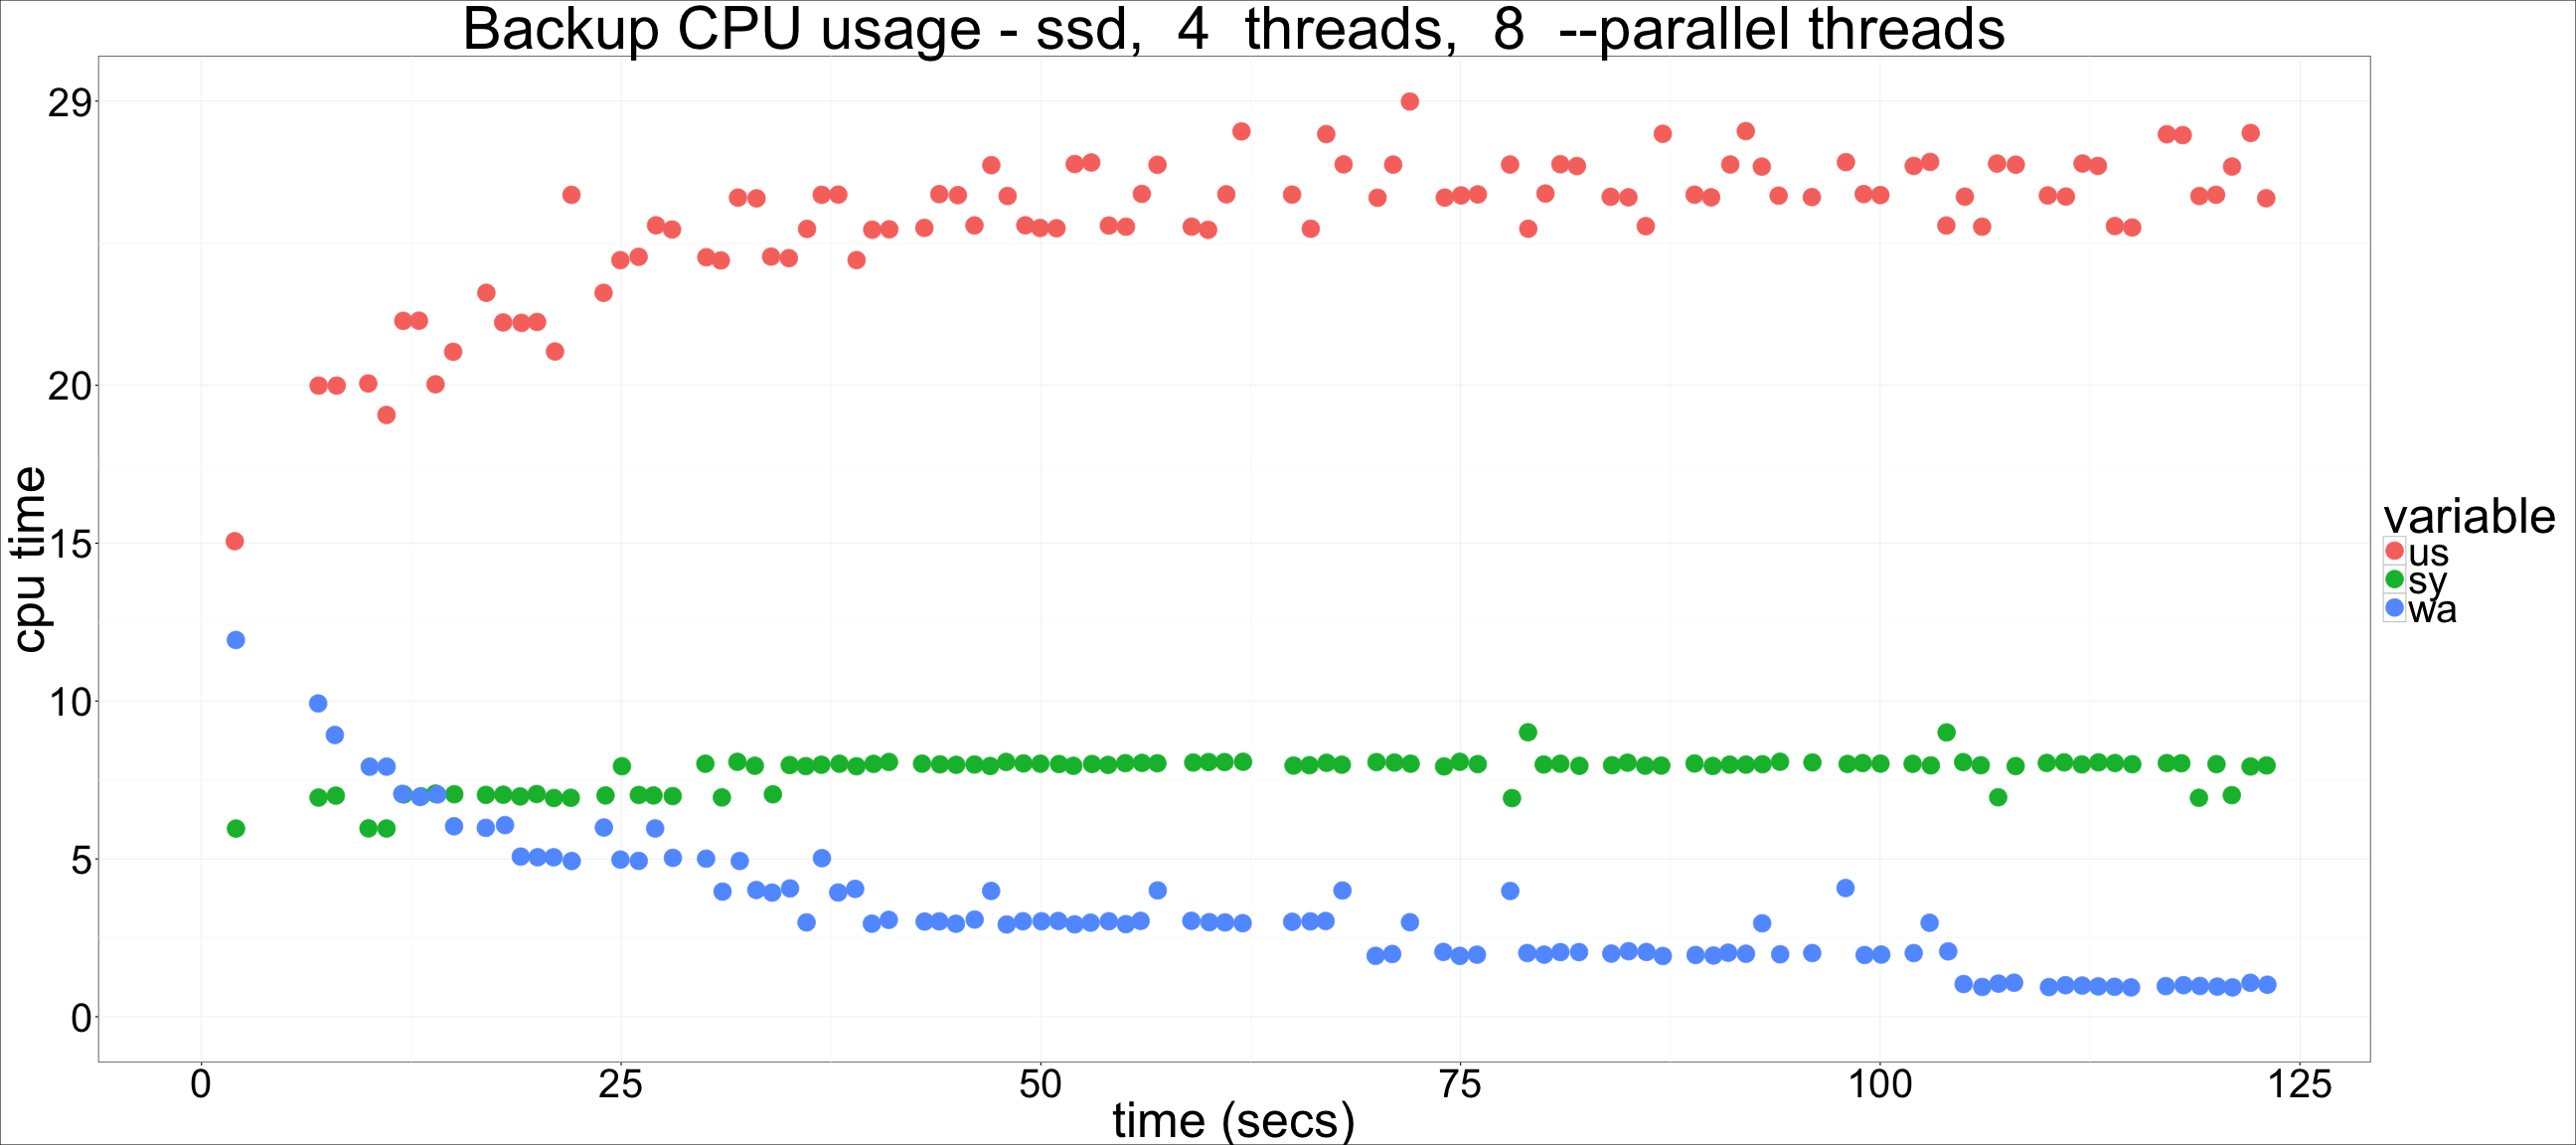 Backup CPU usage - ssd,  4  threads,  8  --parallel threads
cpu time
29
20
15
10
5
0
0 25 50 75 100 125
time (secs)
variable
us
sy
wa